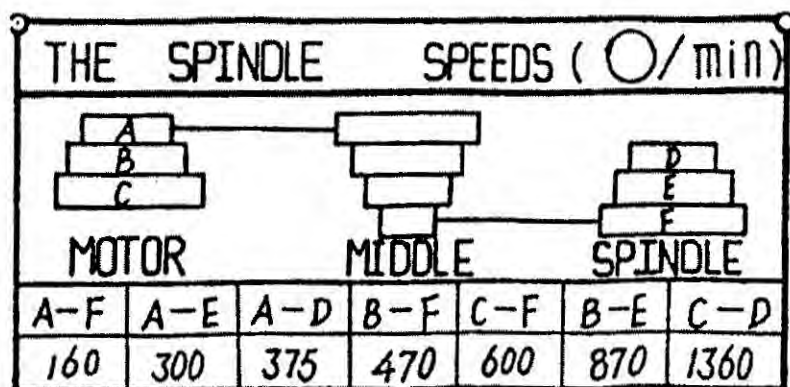 THE SPINDLE SPEEDS (◯/min)
A
B
C
D
E
F
MOTOR MIDDLE SPINDLE
A-F A-E A-D B-F C-F B-E C-D
160 300 375 470 600 870 1360